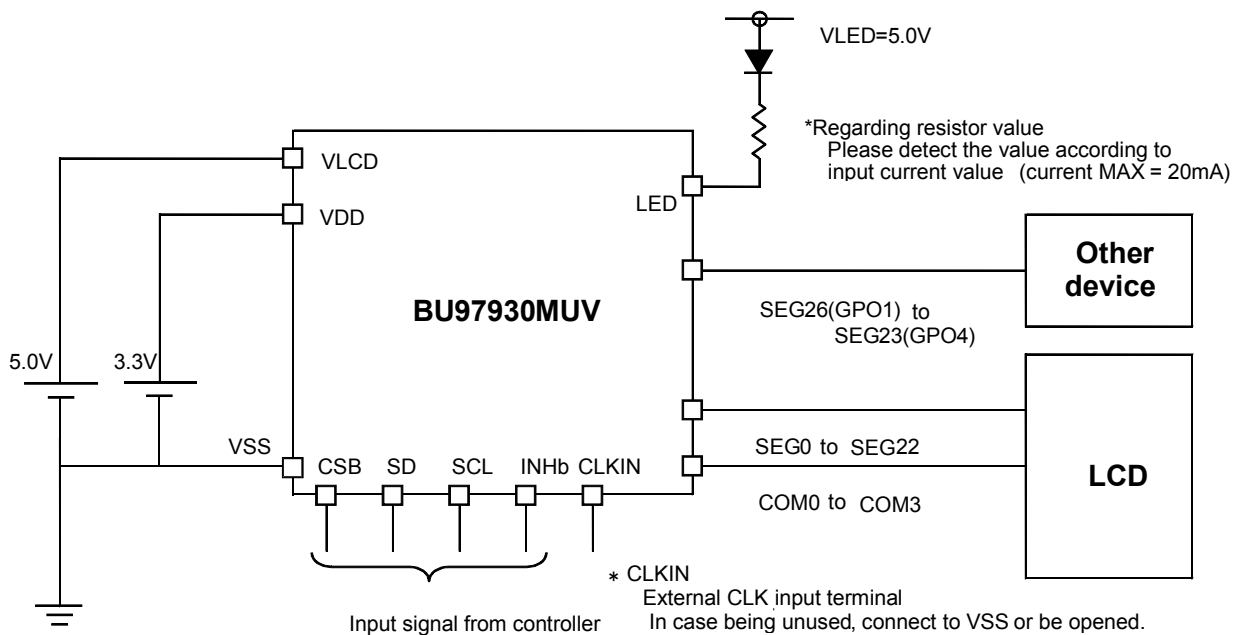 VLED=5.0V
*Regarding resistor value
Please detect the value according to
input current value (current MAX = 20mA)
VLCD
LED
VDD
Other
device
BU97930MUV
SEG26(GPO1) to
SEG23(GPO4)
5.0V
3.3V
VSS
SEG0 to SEG22
CSB SD SCL INHb CLKIN
LCD
COM0 to COM3
* CLKIN
External CLK input terminal
Input signal from controller
In case being unused, connect to VSS or be opened.